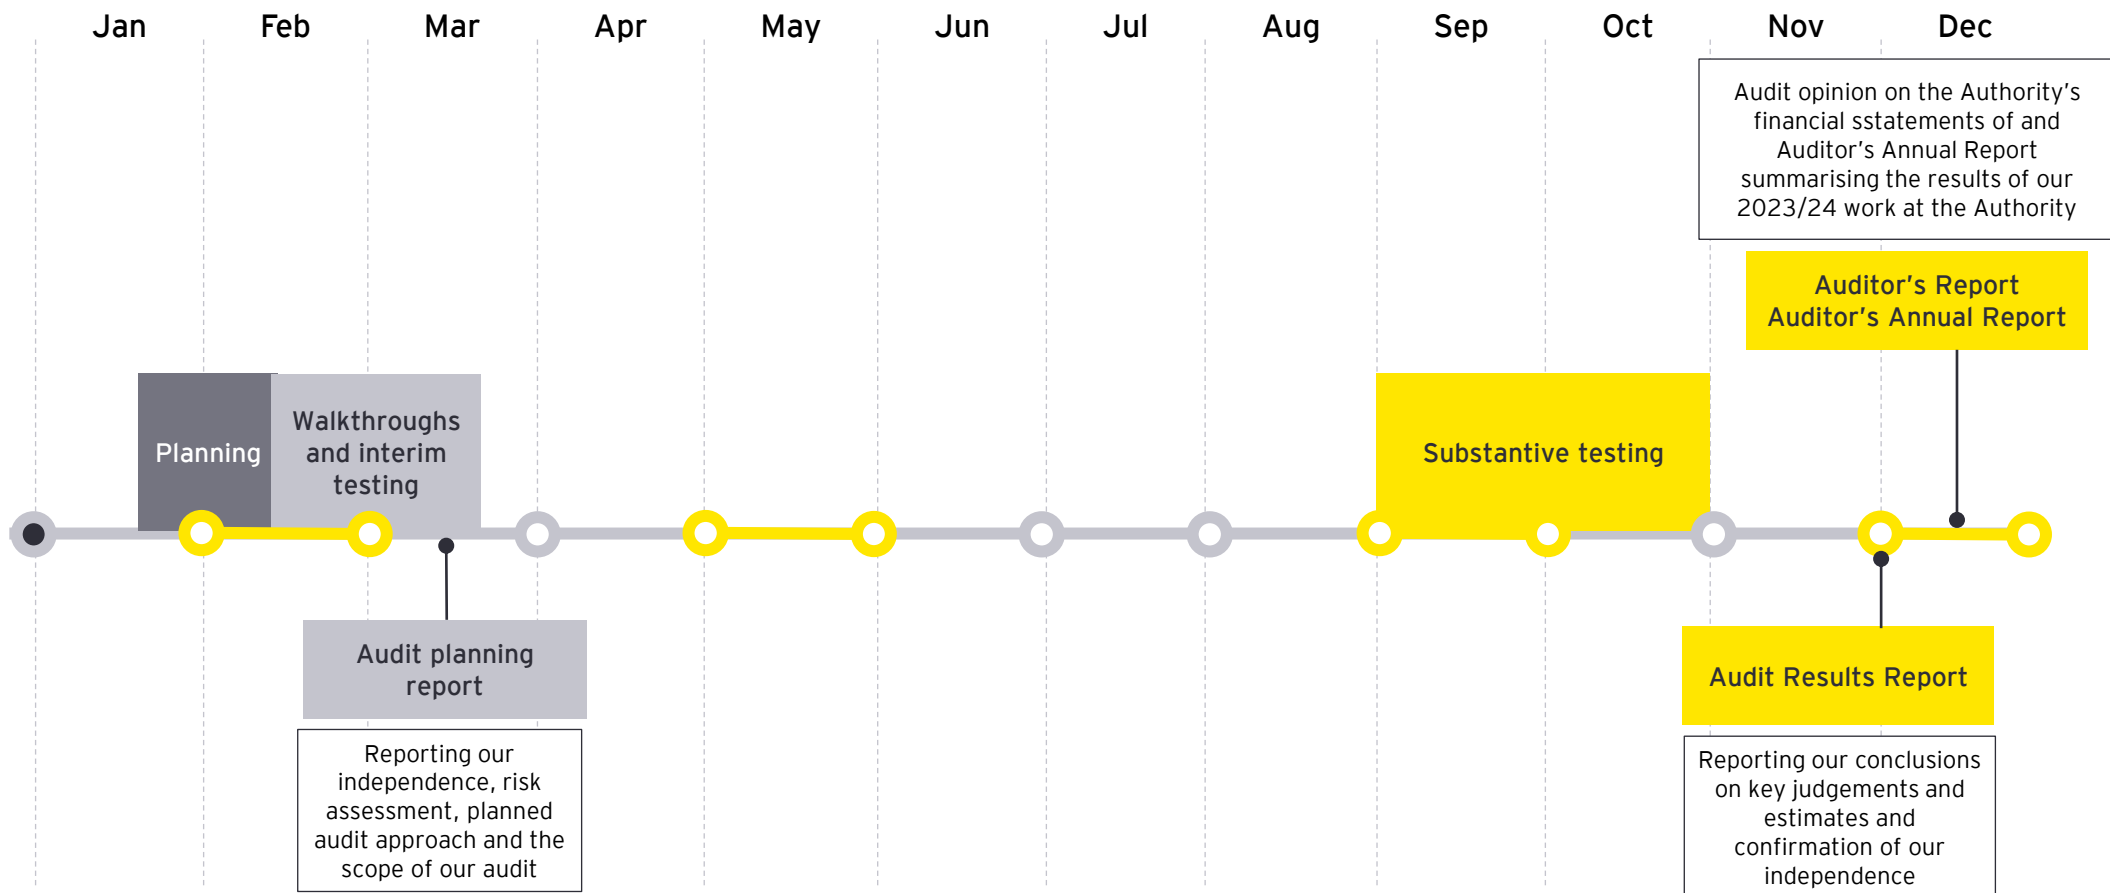 Jan Feb Mar Apr May Jun Jul Aug Sep Oct Nov Dec
Audit opinion on the Authority's
financial sstatements of and
Auditor's Annual Report
summarising the results of our
2023/24 work at the Authority
Auditor's Report
Auditor's Annual Report
Planning
Walkthroughs
and interim
testing
Substantive testing
Audit planning
report
Reporting our
independence, risk
assessment, planned
audit approach and the
scope of our audit
Audit Results Report
Reporting our conclusions
on key judgements and
estimates and
confirmation of our
independence